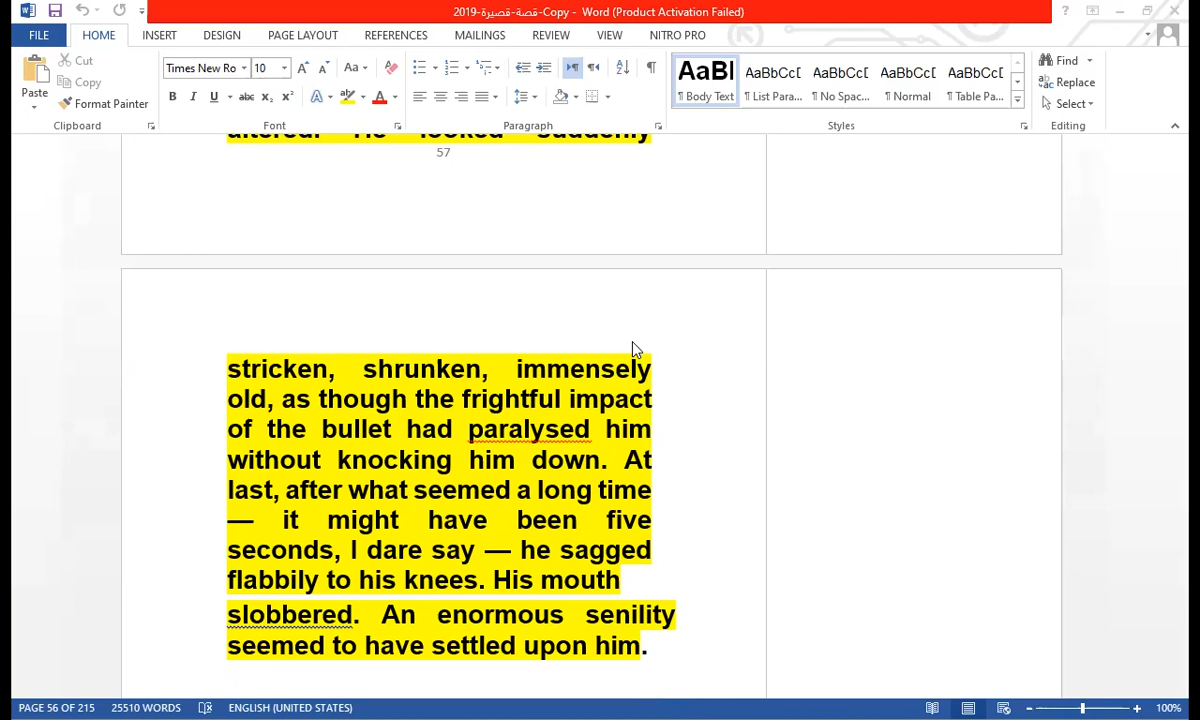 2019-قصة-قصيرة-Copy - Word (Product Activation Failed)
FILE HOME INSERT DESIGN PAGE LAYOUT REFERENCES MAILINGS REVIEW VIEW NITRO PRO
Paste
Cut
Copy
Format Painter
Clipboard
Times New Ro 10
Font
Paragraph
AaBl AaBbCcD AaBbCcD AaBbCcD AaBbCcD
¶ Body Text ¶ List Para... ¶ No Spac... ¶ Normal ¶ Table Pa...
Styles
Find
Replace
Select
Editing
altered. He looked suddenly
57
stricken, shrunken, immensely
old, as though the frightful impact
of the bullet had paralysed him
without knocking him down. At
last, after what seemed a long time
— it might have been five
seconds, I dare say — he sagged
flabbily to his knees. His mouth
slobbered. An enormous senility
seemed to have settled upon him.
PAGE 56 OF 215 25510 WORDS ENGLISH (UNITED STATES) 100%